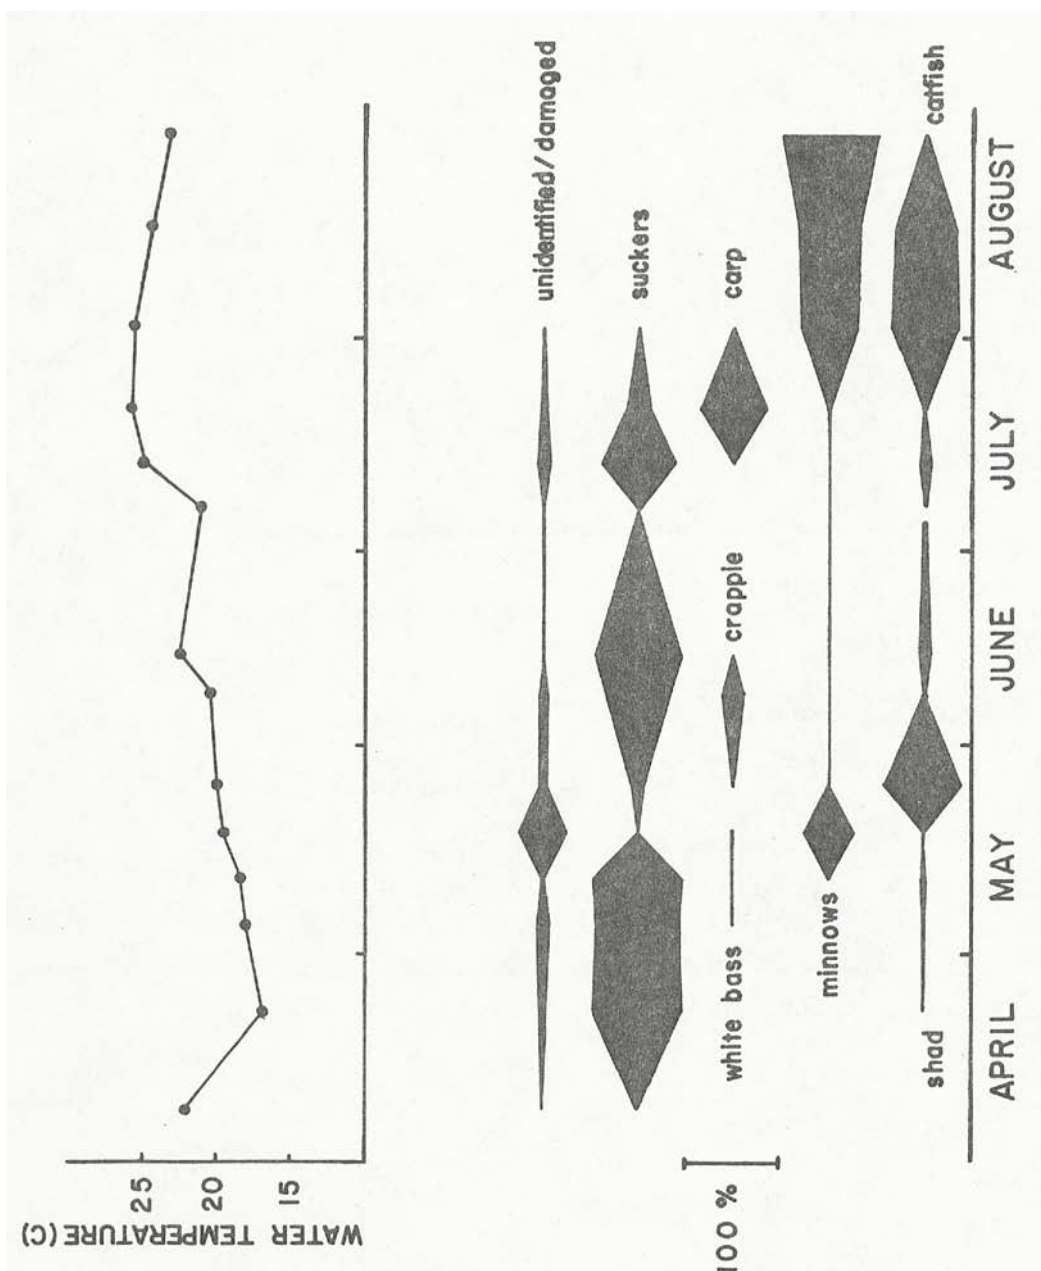 WATER TEMPERATURE (C)
25
20
15
unidentified/damaged
suckers
carp
crappie
white bass
minnows
catfish
shad
100 %
APRIL
MAY
JUNE
JULY
AUGUST